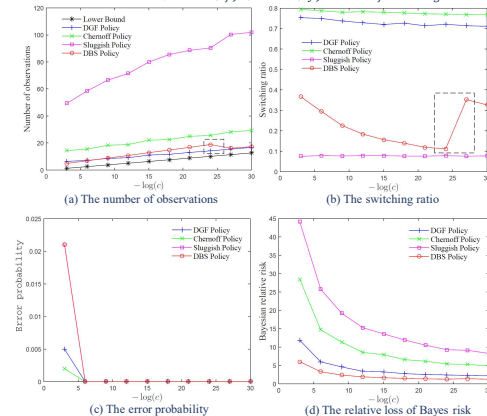 Number of observations
120
100
80
60
40
20
0
Lower Bound
DGF Policy
Chernoff Policy
Sluggish Policy
DBS Policy
0 5 10 15 20 25 30
− log(c)
(a) The number of observations
Switching ratio
0.8
0.7
0.6
0.5
0.4
0.3
0.2
0.1
0
DGF Policy
Chernoff Policy
Sluggish Policy
DBS Policy
0 5 10 15 20 25
− log(c)
(b) The switching ratio
Error probability
0.025
0.02
0.015
0.01
0.005
0
DGF Policy
Chernoff Policy
Sluggish Policy
DBS Policy
0 5 10 15 20 25 30
− log(c)
(c) The error probability
Bayesian relative risk
45
40
35
30
25
20
15
10
5
0
DGF Policy
Chernoff Policy
Sluggish Policy
DBS Policy
0 5 10 15 20 25
− log(c)
(d) The relative loss of Bayes risk